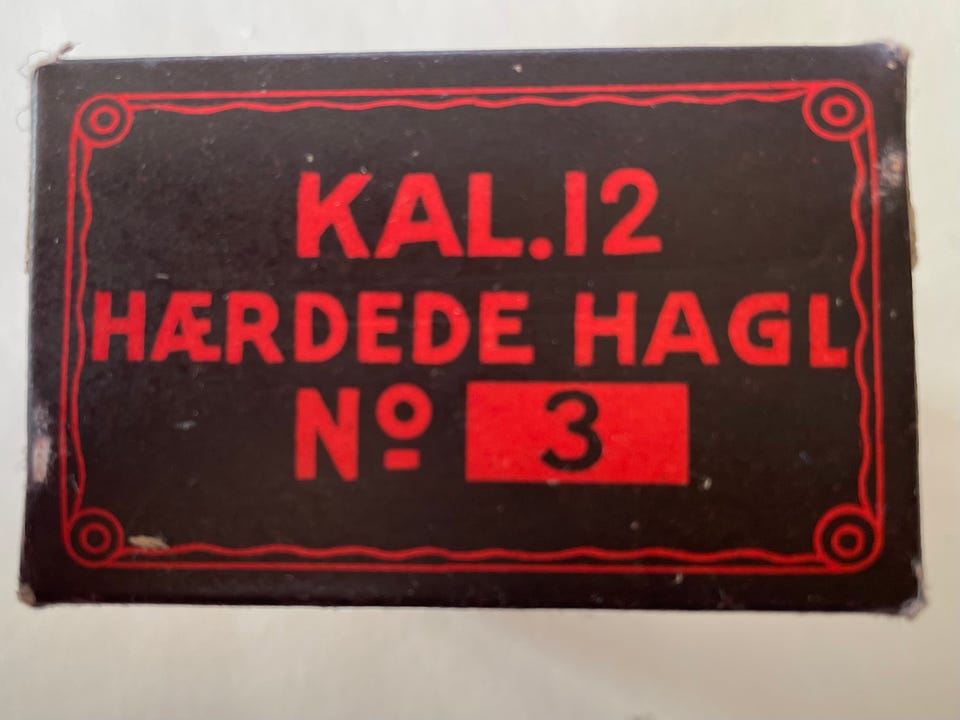 KAL.12
HÆRDEDE HAGL
Nº 3